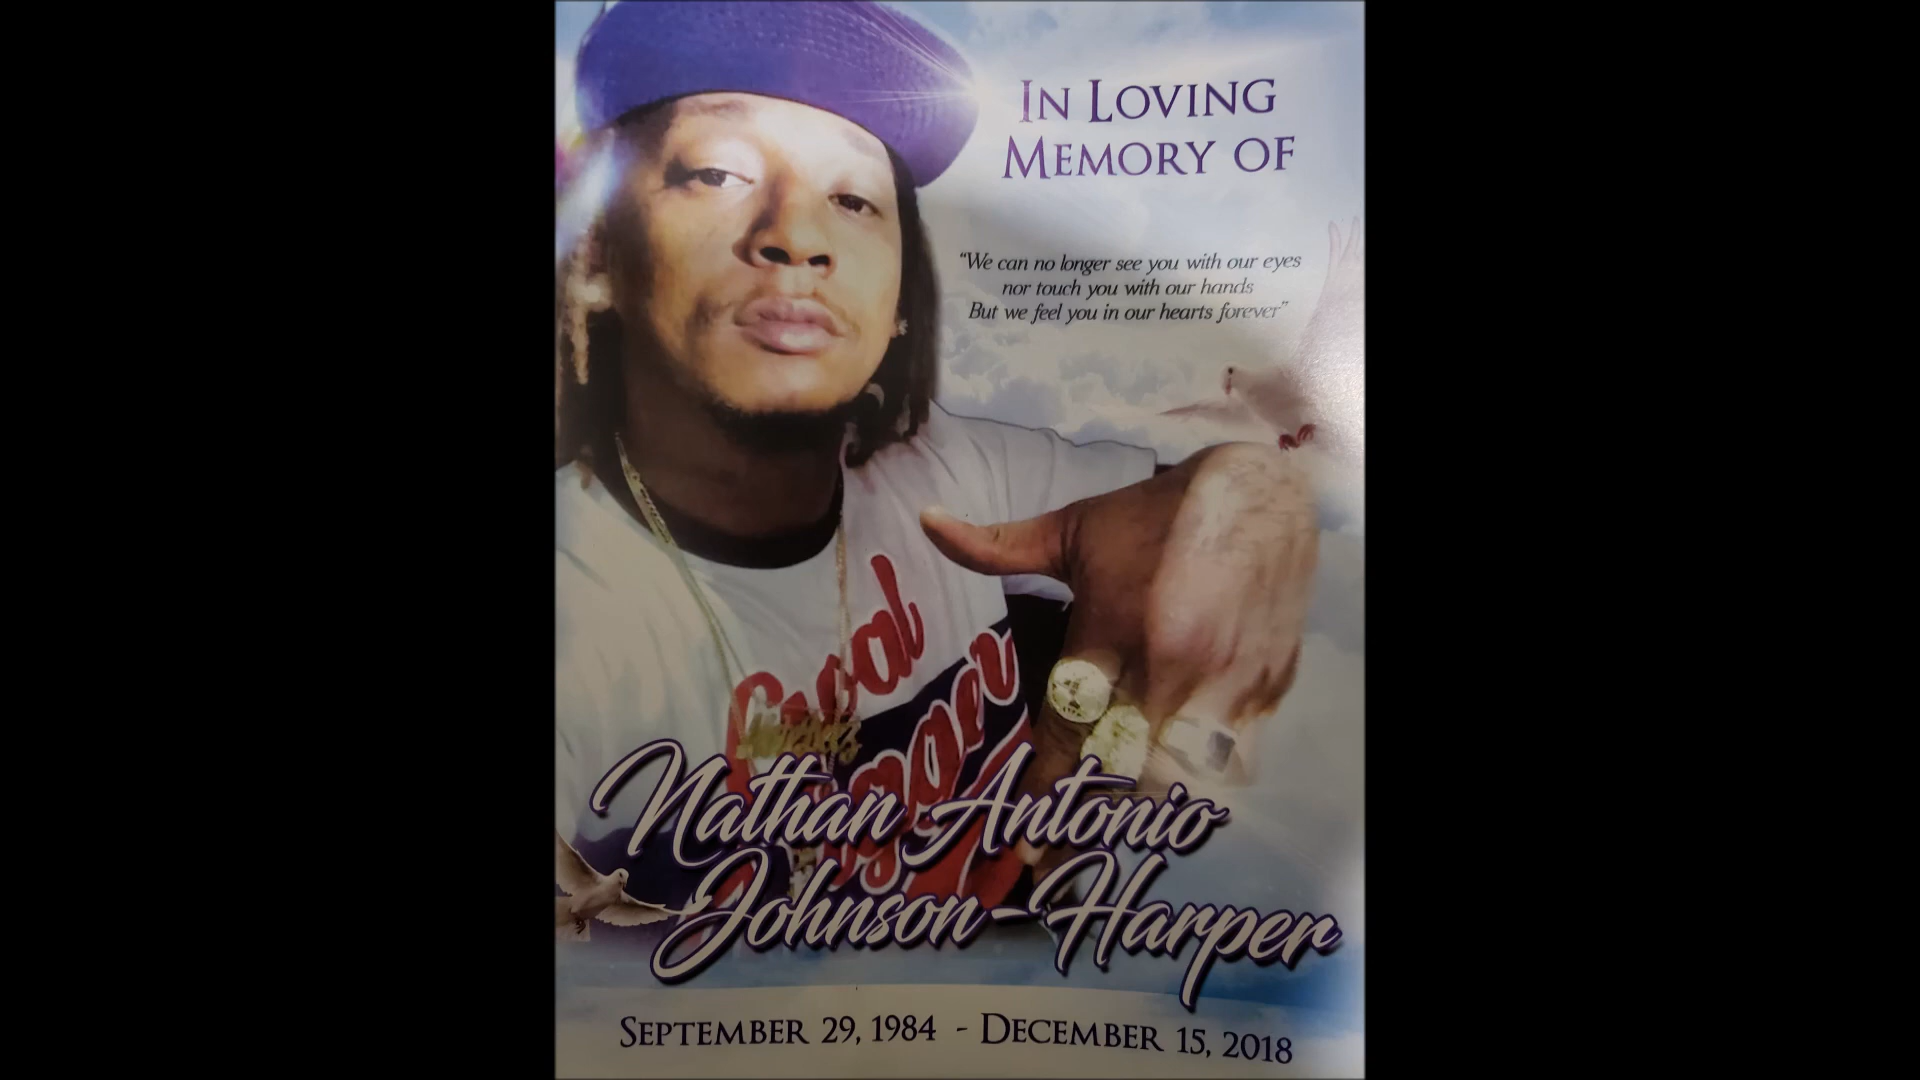 In Loving
Memory of
“We can no longer see you with our eyes
nor touch you with our hands
But we feel you in our hearts forever”
Nathan Antonio
Johnson-Harper
September 29, 1984 - December 15, 2018